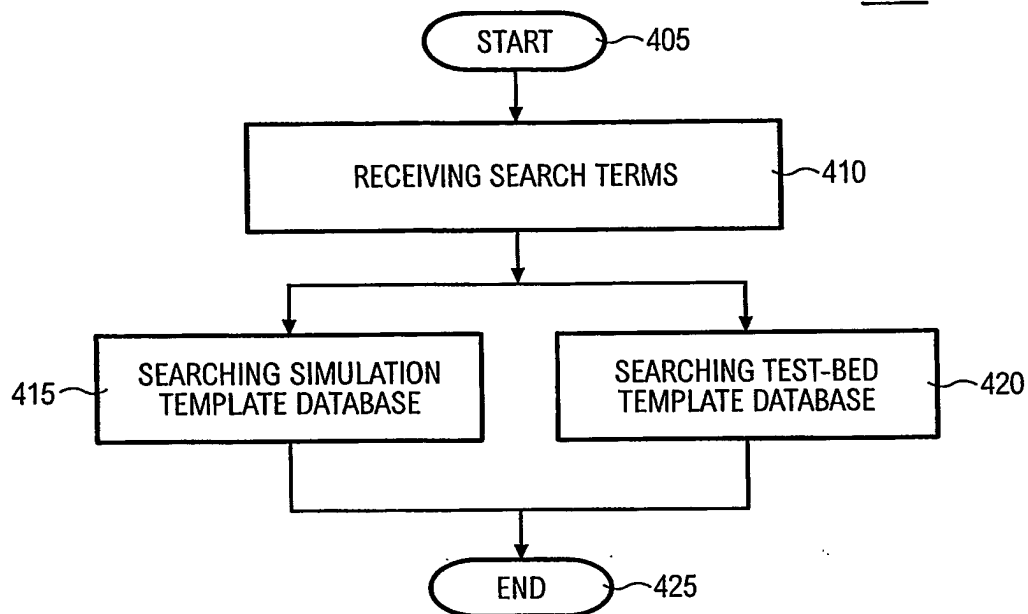 START
405
RECEIVING SEARCH TERMS
410
SEARCHING SIMULATION
TEMPLATE DATABASE
415
SEARCHING TEST-BED
TEMPLATE DATABASE
420
END
425